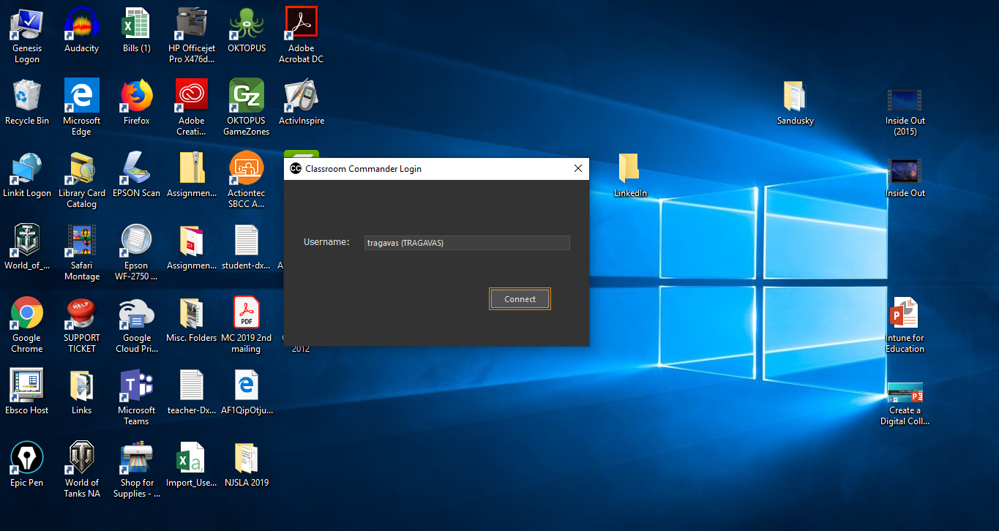 Genesis
Logon
Audacity
Bills (1)
HP Officejet
Pro X476d...
OKTOPUS
Adobe
Acrobat DC
Recycle Bin
Microsoft
Edge
Firefox
Adobe
Creati...
Gz
OKTOPUS
GameZones
ActivInspire
Sandusky
Inside Out
(2015)
Linkit Logon
Library Card
Catalog
EPSON Scan
Assignmen...
Actiontec
SBCC A...
CC Classroom Commander Login
Username:
tragavas (TRAGAVAS)
Connect
LinkedIn
Inside Out
World_of_...
Safari
Montage
Epson
WF-2750 ...
PDF
Assignmen...
student-dx...
A
Google
Chrome
HELP
SUPPORT
TICKET
Google
Cloud Pri...
Misc. Folders
PDF
MC 2019 2nd
mailing
2012
P
Intune for
Education
Ebsco Host
Links
T
Microsoft
Teams
teacher-Dx...
AF1QipOtju...
P
Create a
Digital Coll...
Epic Pen
World of
Tanks NA
Shop for
Supplies - ...
X
a,
Import_Use...
NJSLA 2019